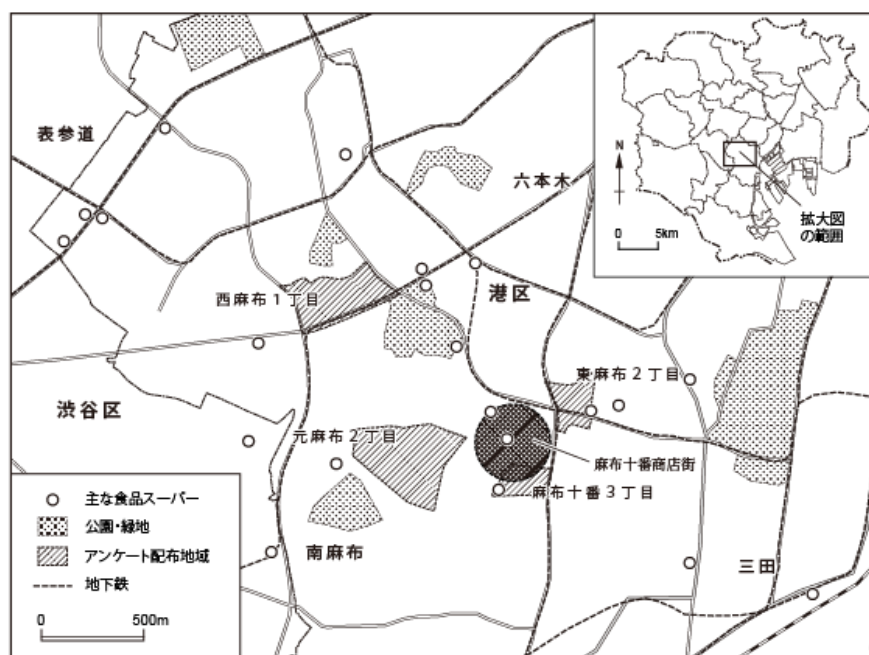 表参道
六本木
西麻布１丁目
港区
東麻布２丁目
渋谷区
元麻布２丁目
麻布十番商店街
麻布十番３丁目
南麻布
三田
N
0 5km
拡大図
の範囲
主な食品スーパー
公園・緑地
アンケート配布地域
地下鉄
0 500m